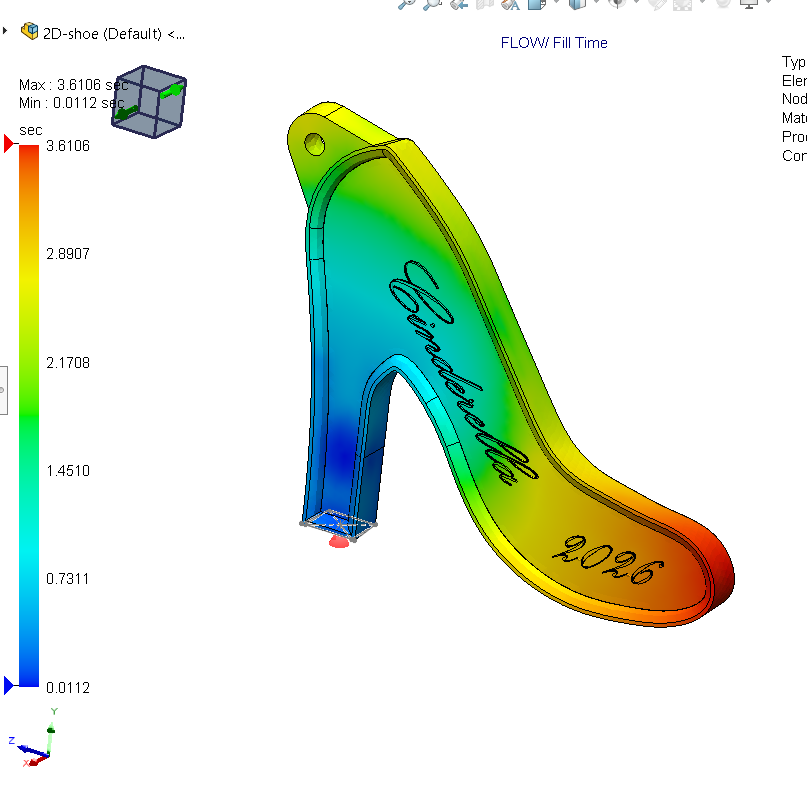 2D-shoe (Default) <...
FLOW/ Fill Time
Max : 3.6106 sec
Min : 0.0112 sec
sec
3.6106
2.8907
2.1708
1.4510
0.7311
0.0112
Cinderella
2026
Y
Z
X